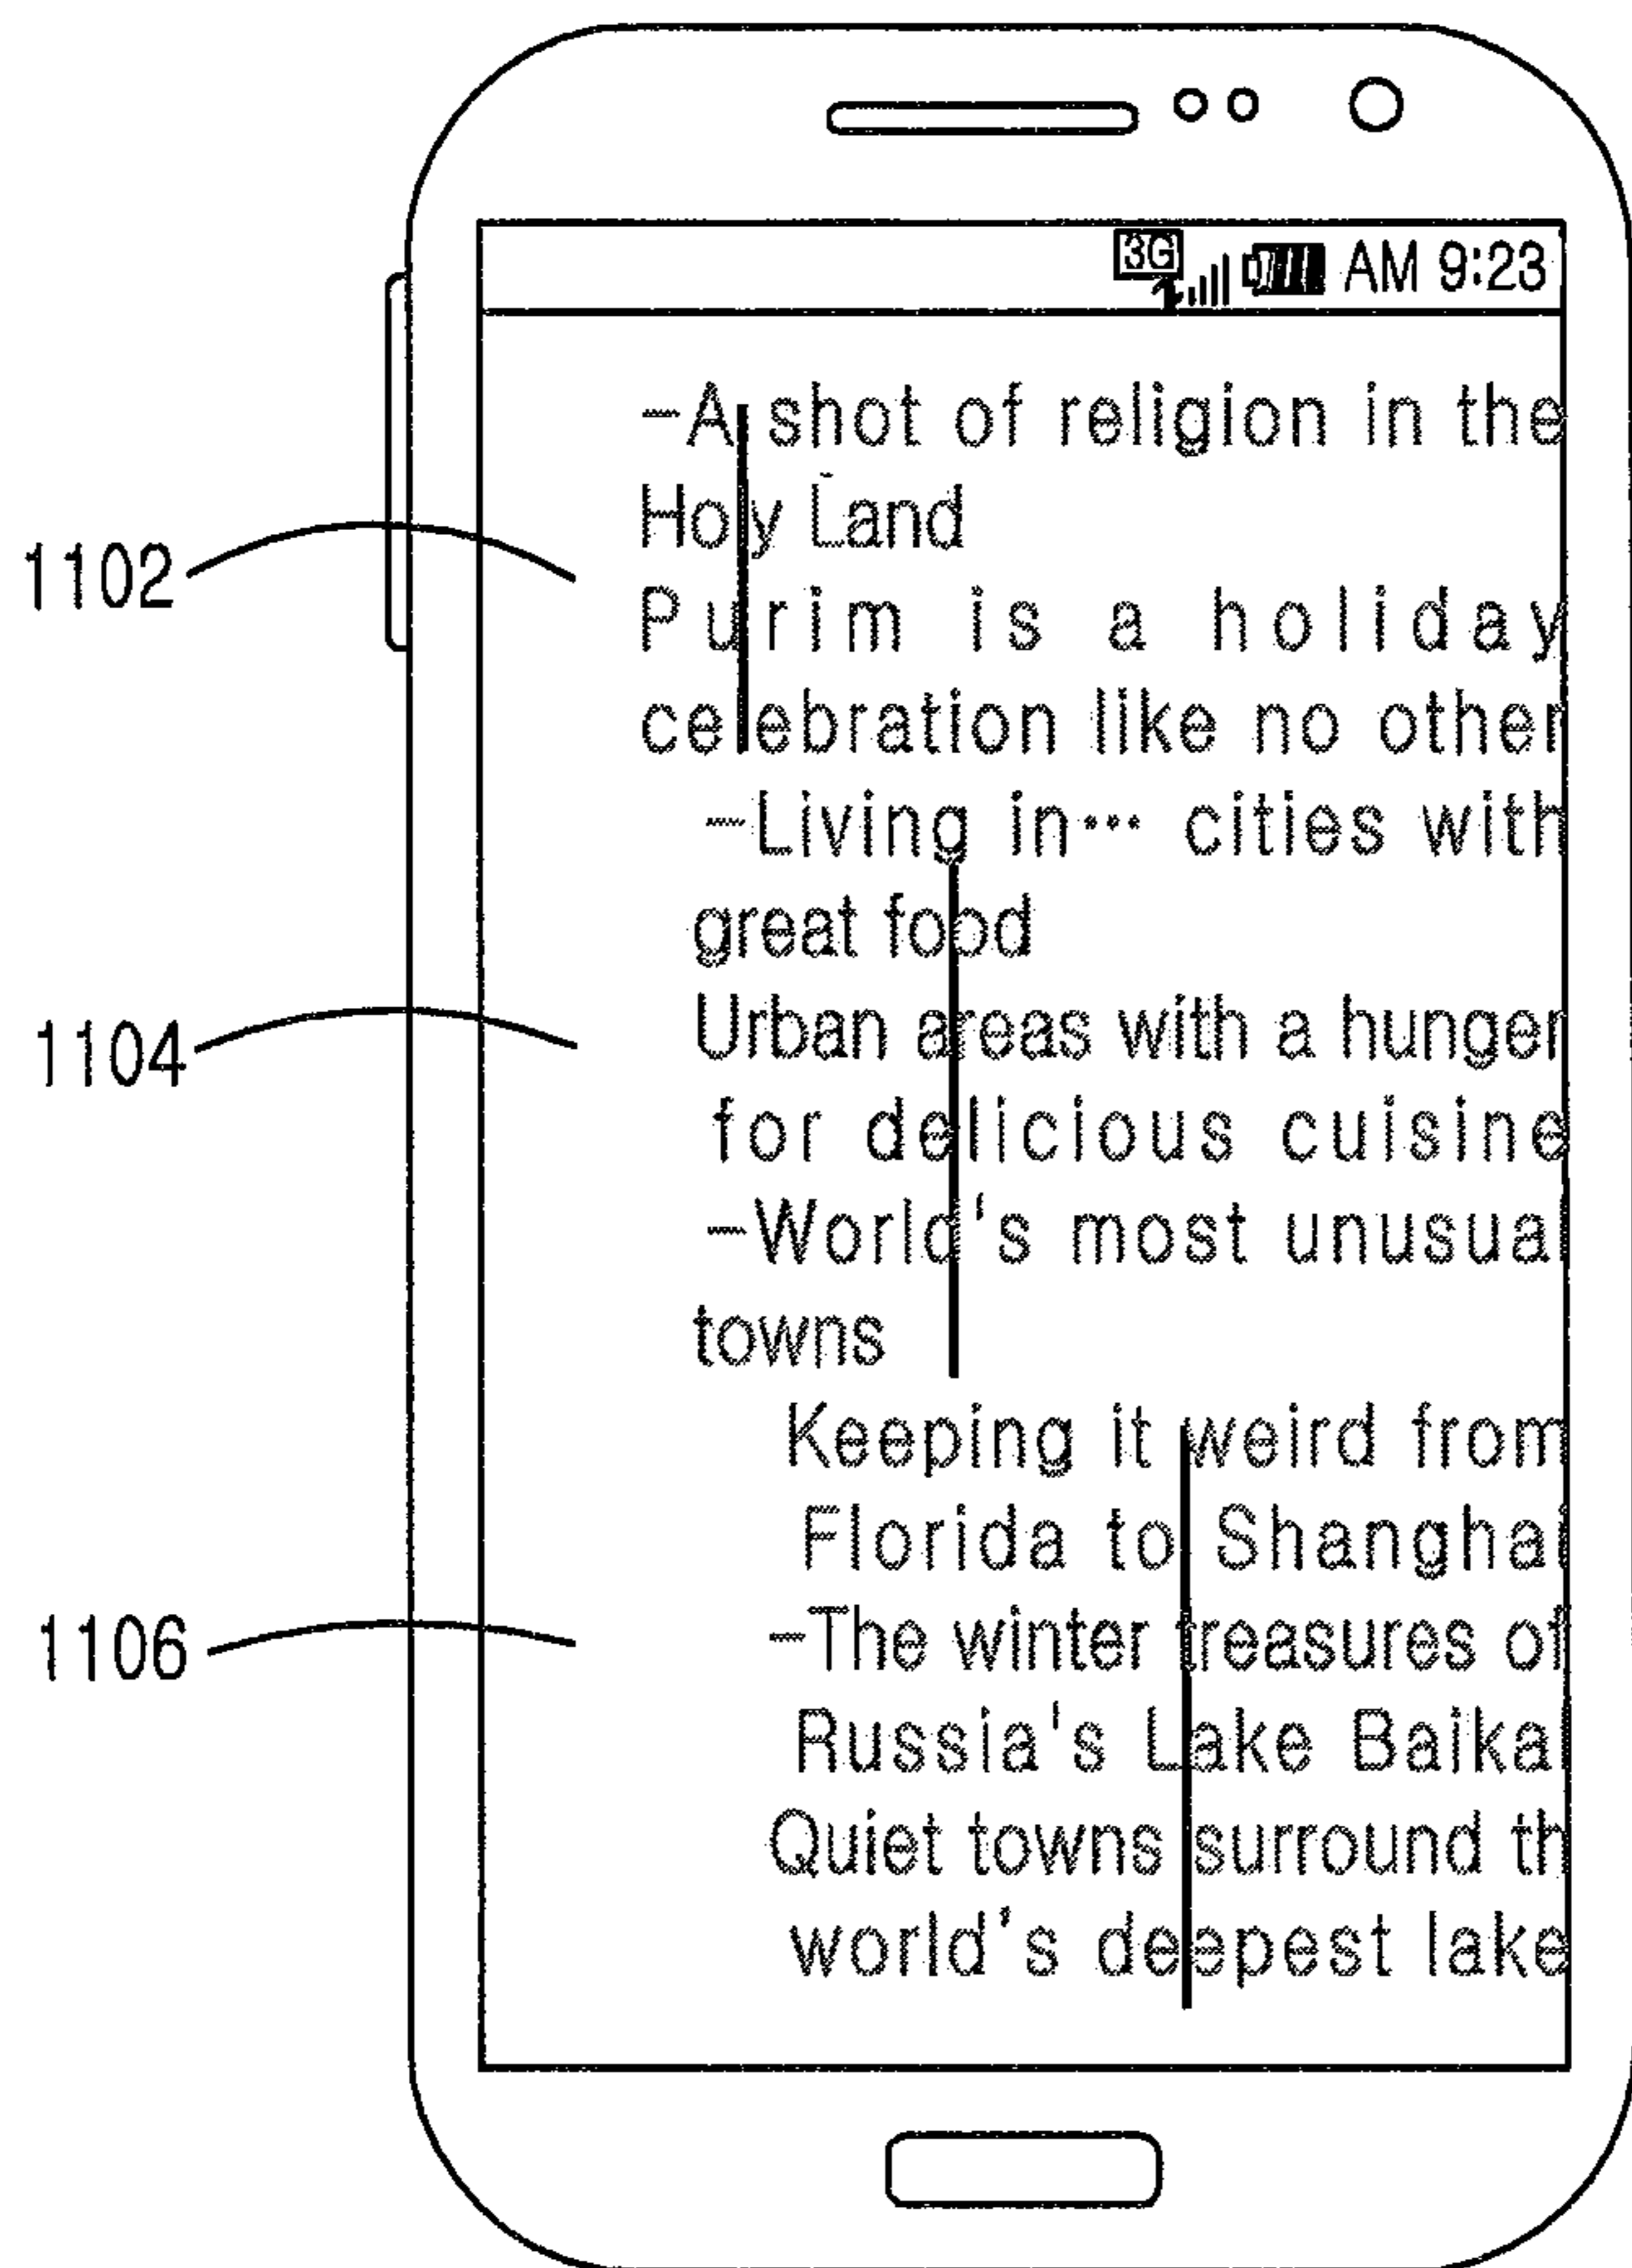 3G AM 9:23
-A shot of religion in the
Holy Land
1102
Purim is a holiday
celebration like no other
-Living in… cities with
great food
1104
Urban areas with a hunger
for delicious cuisine
-World's most unusual
towns
Keeping it weird from
Florida to Shanghai
1106
-The winter treasures of
Russia's Lake Baikal
Quiet towns surround th
world's deepest lake